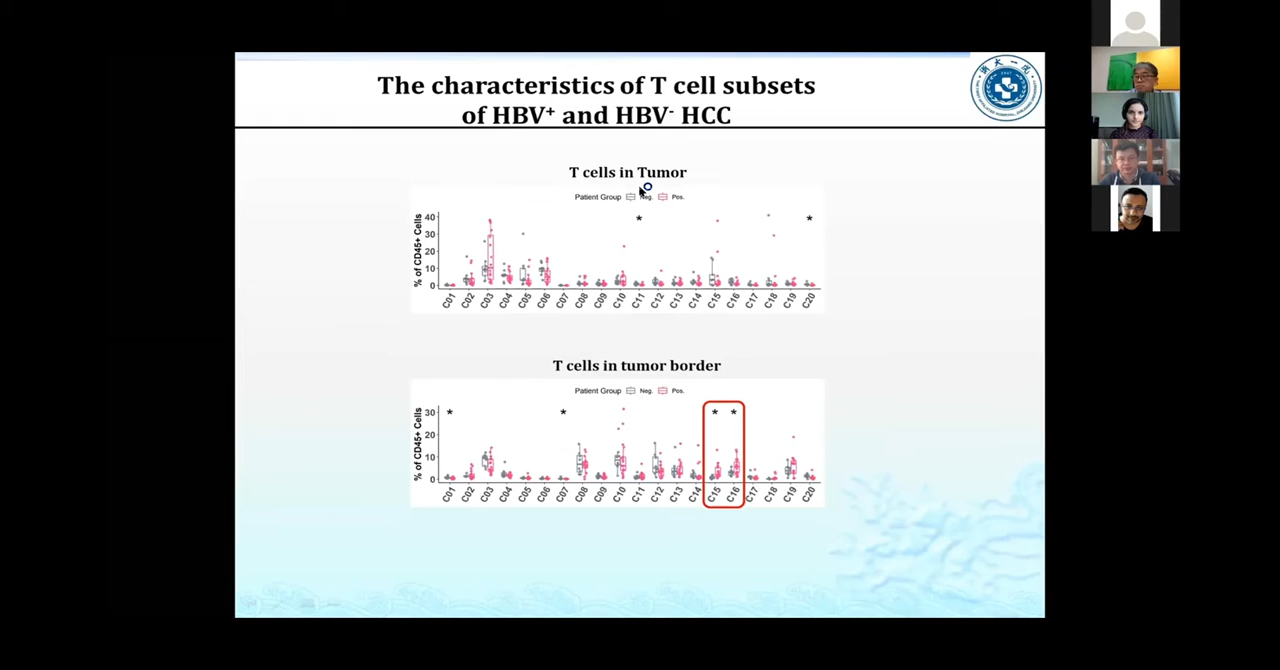 The characteristics of T cell subsets
of HBV⁺ and HBV⁻ HCC
T cells in Tumor
Patient Group Neg. Pos.
% of CD45+ Cells
40
30
20
10
0
* *
C01 C02 C03 C04 C05 C06 C07 C08 C09 C10 C11 C12 C13 C14 C15 C16 C17 C18 C19 C20
T cells in tumor border
Patient Group Neg. Pos.
% of CD45+ Cells
30
20
10
0
* * * *
C01 C02 C03 C04 C05 C06 C07 C08 C09 C10 C11 C12 C13 C14 C15 C16 C17 C18 C19 C20